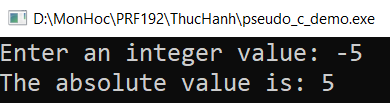 D:\MonHoc\PRF192\ThucHanh\pseudo_c_demo.exe
Enter an integer value: -5
The absolute value is: 5